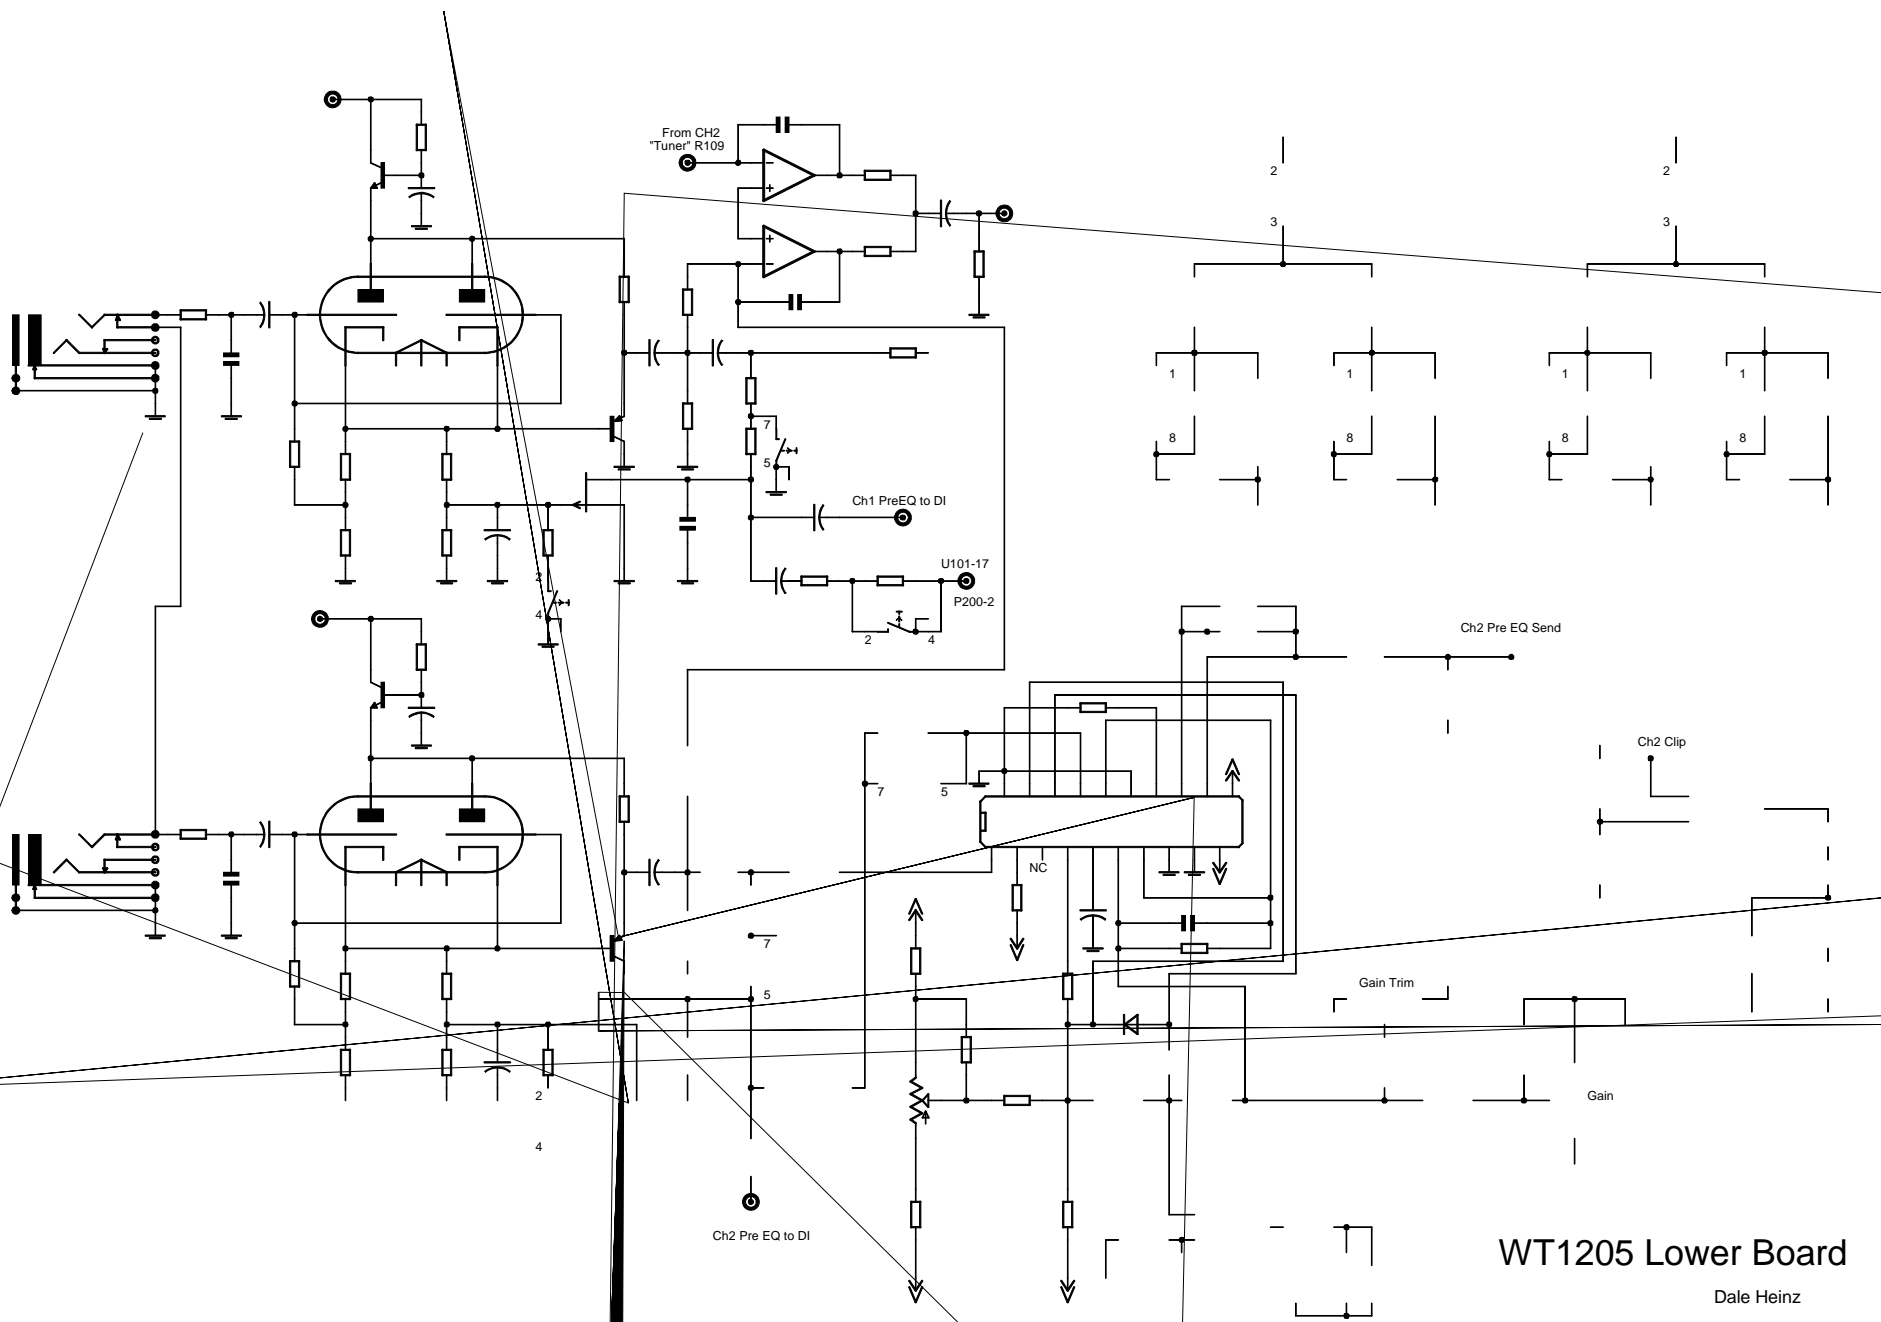 From CH2
"Tuner" R109
2
2
3
3
1
1
1
1
7
8
8
8
8
5
Ch1 PreEQ to DI
U101-17
2
P200-2
4
2
4
Ch2 Pre EQ Send
Ch2 Clip
7
5
NC
7
Gain Trim
5
2
Gain
4
Ch2 Pre EQ to DI
WT1205 Lower Board
Dale Heinz